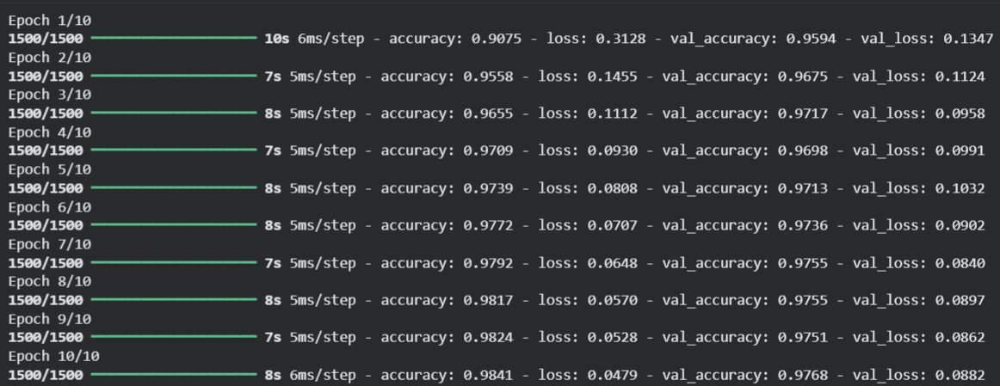 Epoch 1/10
1500/1500 10s 6ms/step - accuracy: 0.9075 - loss: 0.3128 - val_accuracy: 0.9594 - val_loss: 0.1347
Epoch 2/10
1500/1500 7s 5ms/step - accuracy: 0.9558 - loss: 0.1455 - val_accuracy: 0.9675 - val_loss: 0.1124
Epoch 3/10
1500/1500 8s 5ms/step - accuracy: 0.9655 - loss: 0.1112 - val_accuracy: 0.9717 - val_loss: 0.0958
Epoch 4/10
1500/1500 7s 5ms/step - accuracy: 0.9709 - loss: 0.0930 - val_accuracy: 0.9698 - val_loss: 0.0991
Epoch 5/10
1500/1500 8s 5ms/step - accuracy: 0.9739 - loss: 0.0808 - val_accuracy: 0.9713 - val_loss: 0.1032
Epoch 6/10
1500/1500 8s 5ms/step - accuracy: 0.9772 - loss: 0.0707 - val_accuracy: 0.9736 - val_loss: 0.0902
Epoch 7/10
1500/1500 7s 5ms/step - accuracy: 0.9792 - loss: 0.0648 - val_accuracy: 0.9755 - val_loss: 0.0840
Epoch 8/10
1500/1500 8s 5ms/step - accuracy: 0.9817 - loss: 0.0570 - val_accuracy: 0.9755 - val_loss: 0.0897
Epoch 9/10
1500/1500 7s 5ms/step - accuracy: 0.9824 - loss: 0.0528 - val_accuracy: 0.9751 - val_loss: 0.0862
Epoch 10/10
1500/1500 8s 6ms/step - accuracy: 0.9841 - loss: 0.0479 - val_accuracy: 0.9768 - val_loss: 0.0882